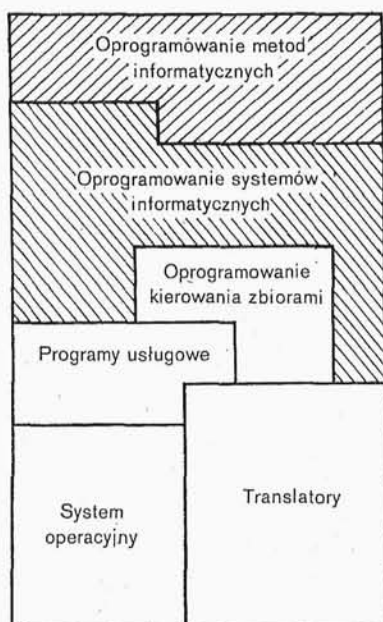 Oprogramowanie metod
informatycznych
Oprogramowanie systemów
informatycznych
Oprogramowanie
kierowania zbiorami
Programy usługowe
System
operacyjny
Translatory